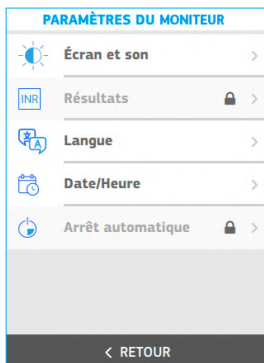 PARAMÈTRES DU MONITEUR
Écran et son
INR Résultats
A Langue
Date/Heure
Arrêt automatique
< RETOUR